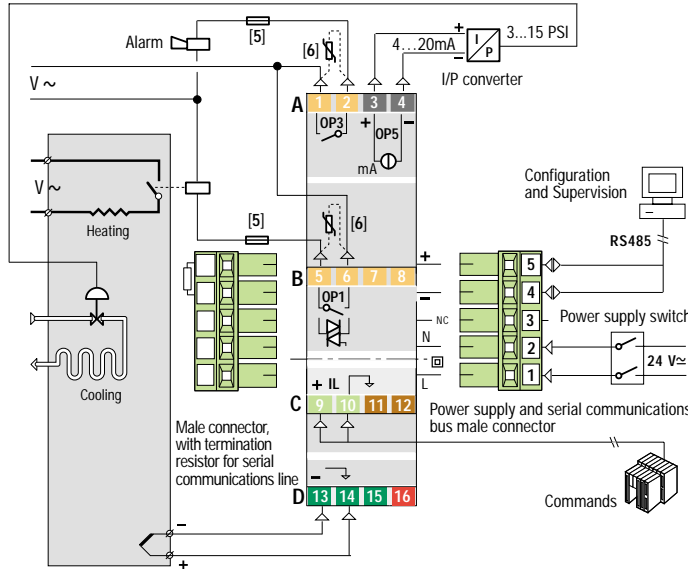 Alarm
[5]
[6]
+
4...20mA
−
I
P
3...15 PSI
I/P converter
V ~
A
1 2 3 4
OP3
+
OP5
−
mA
V ~
Heating
[5]
[6]
Configuration
and Supervision
RS485
B
5 6 7 8
+
−
NC
N
L
OP1
5
4
3
2
1
Power supply switch
24 V≃
Cooling
+ IL
C
9 10 11 12
Male connector,
with termination
resistor for serial
communications line
Power supply and serial communications
bus male connector
−
D
13 14 15 16
Commands
−
+